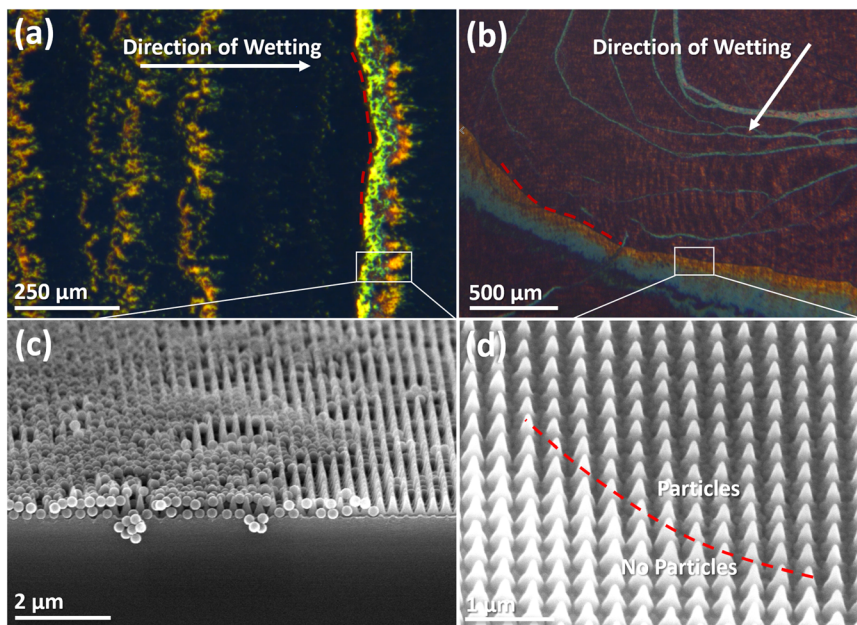 (a)
Direction of Wetting
250 μm
(b)
Direction of Wetting
500 μm
(c)
2 μm
(d)
Particles
No Particles
1 μm